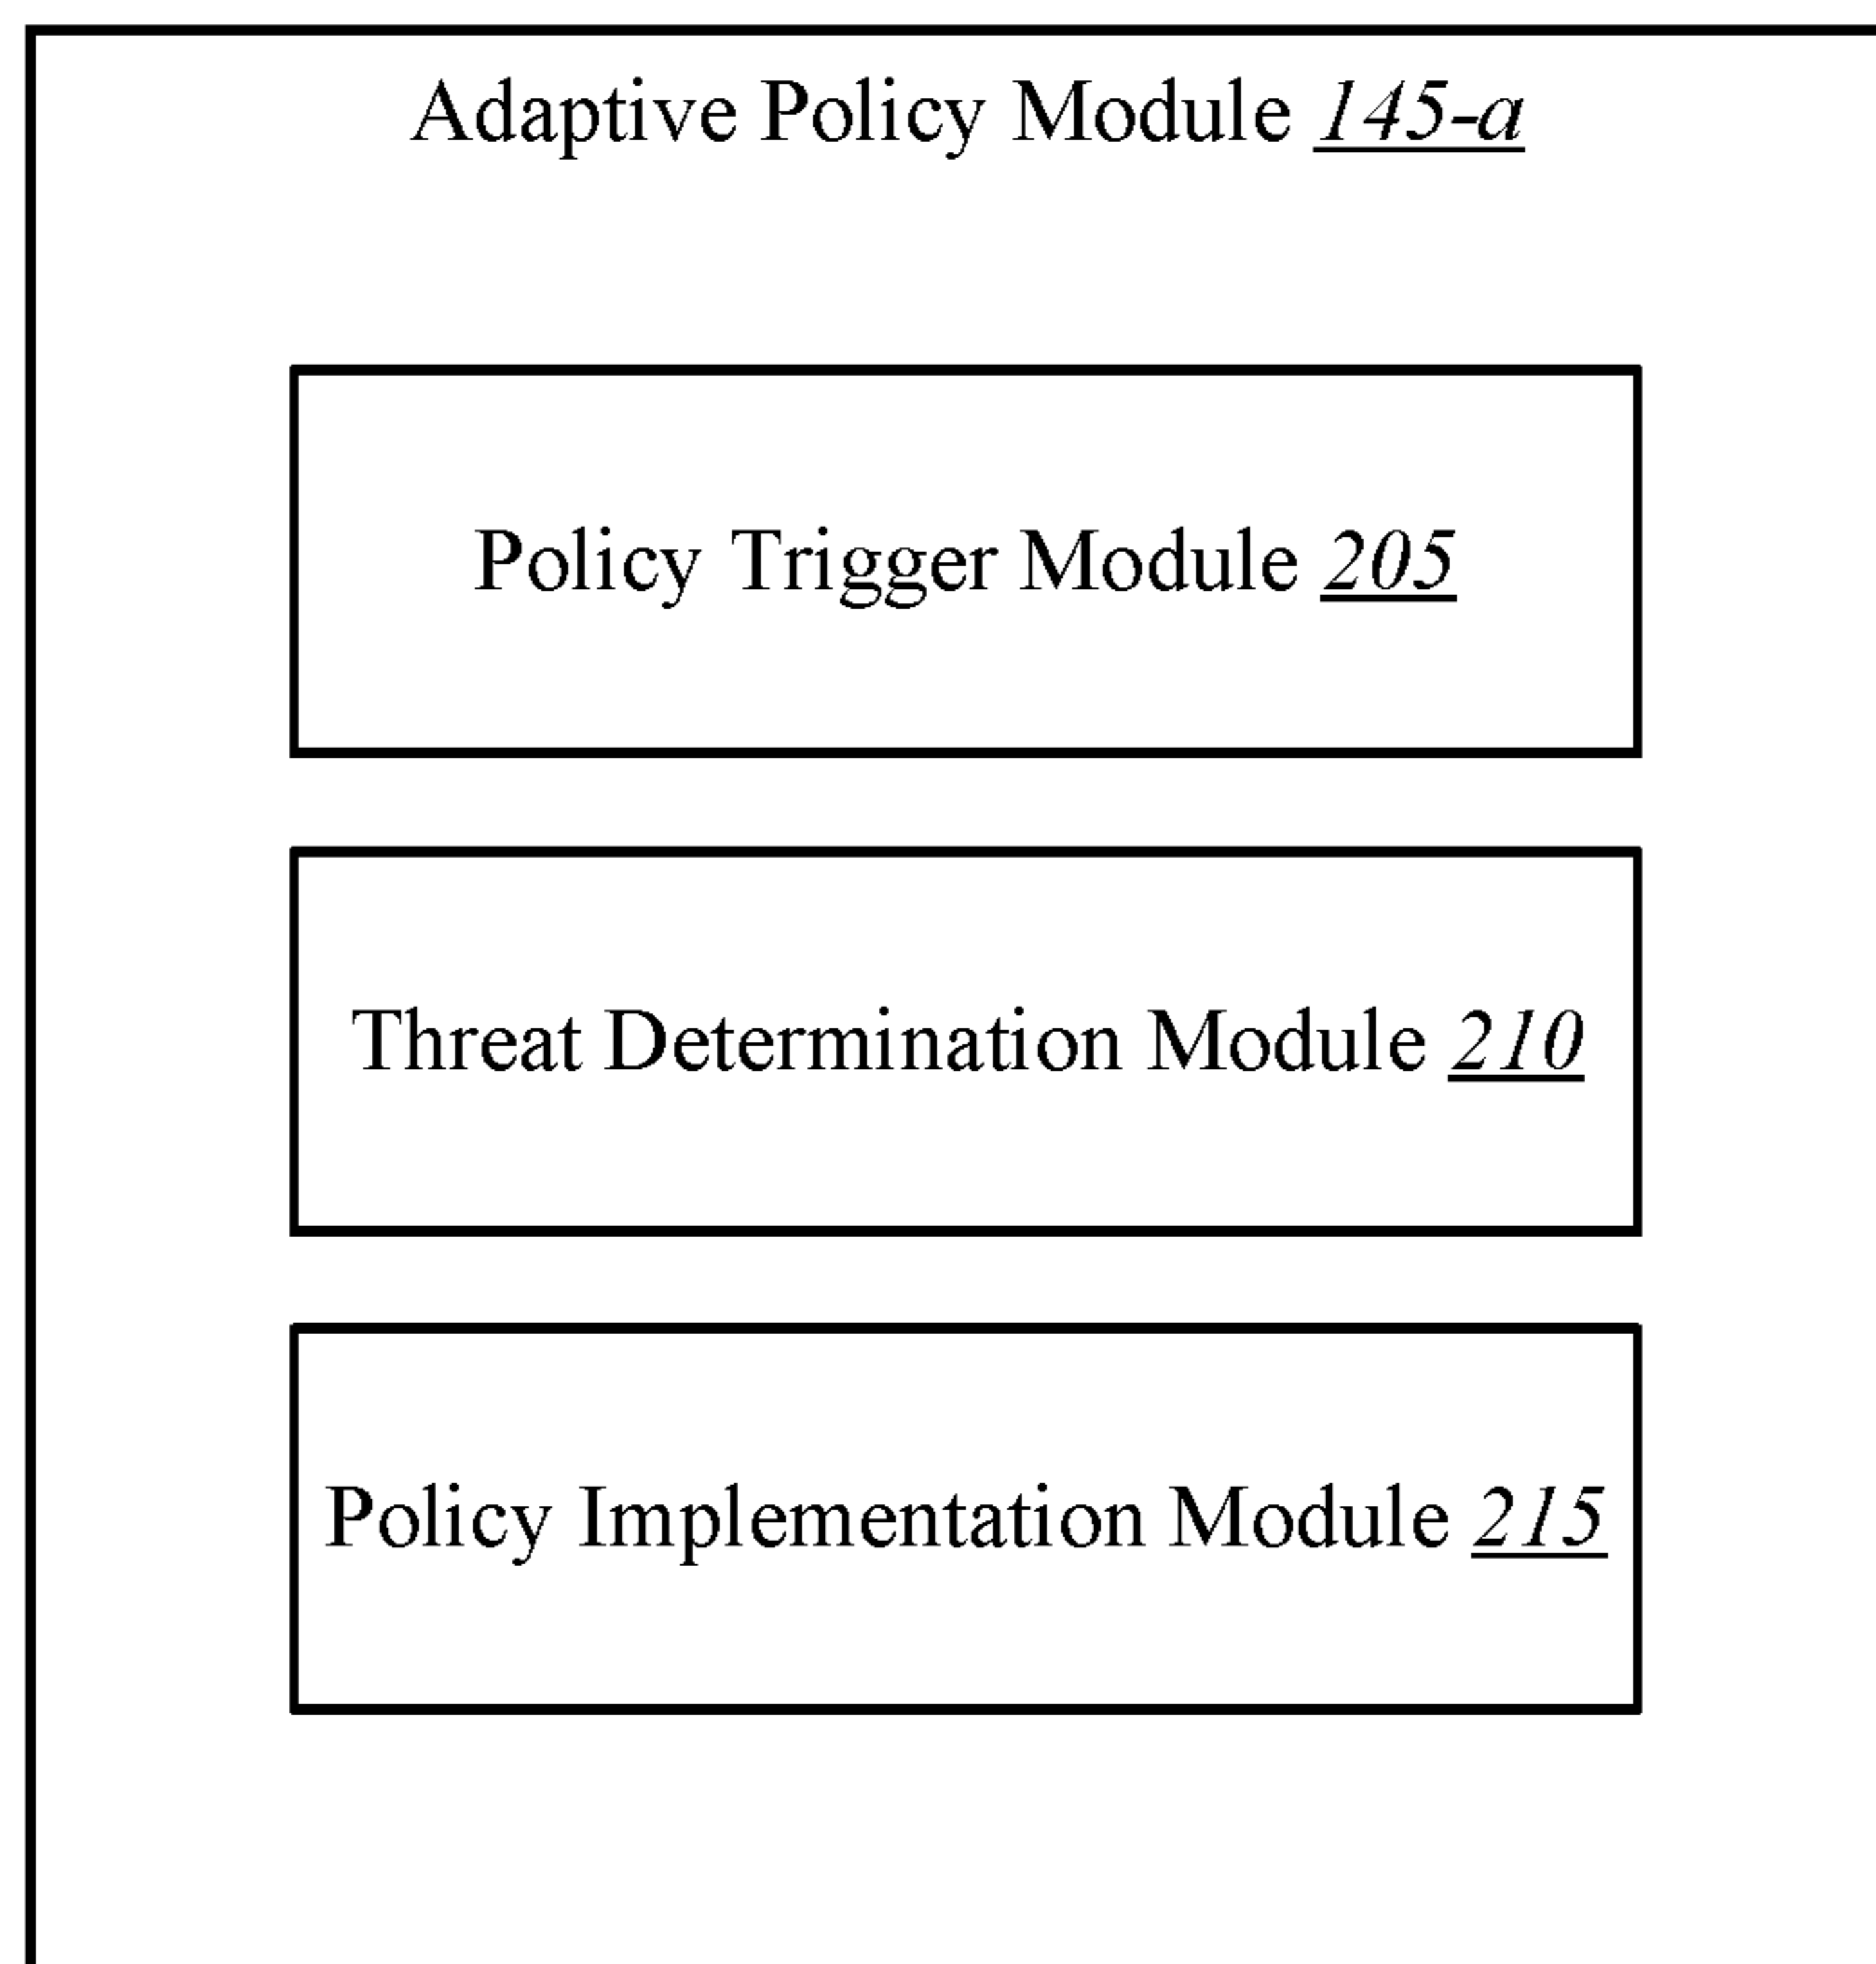 Adaptive Policy Module 145-a
Policy Trigger Module 205
Threat Determination Module 210
Policy Implementation Module 215